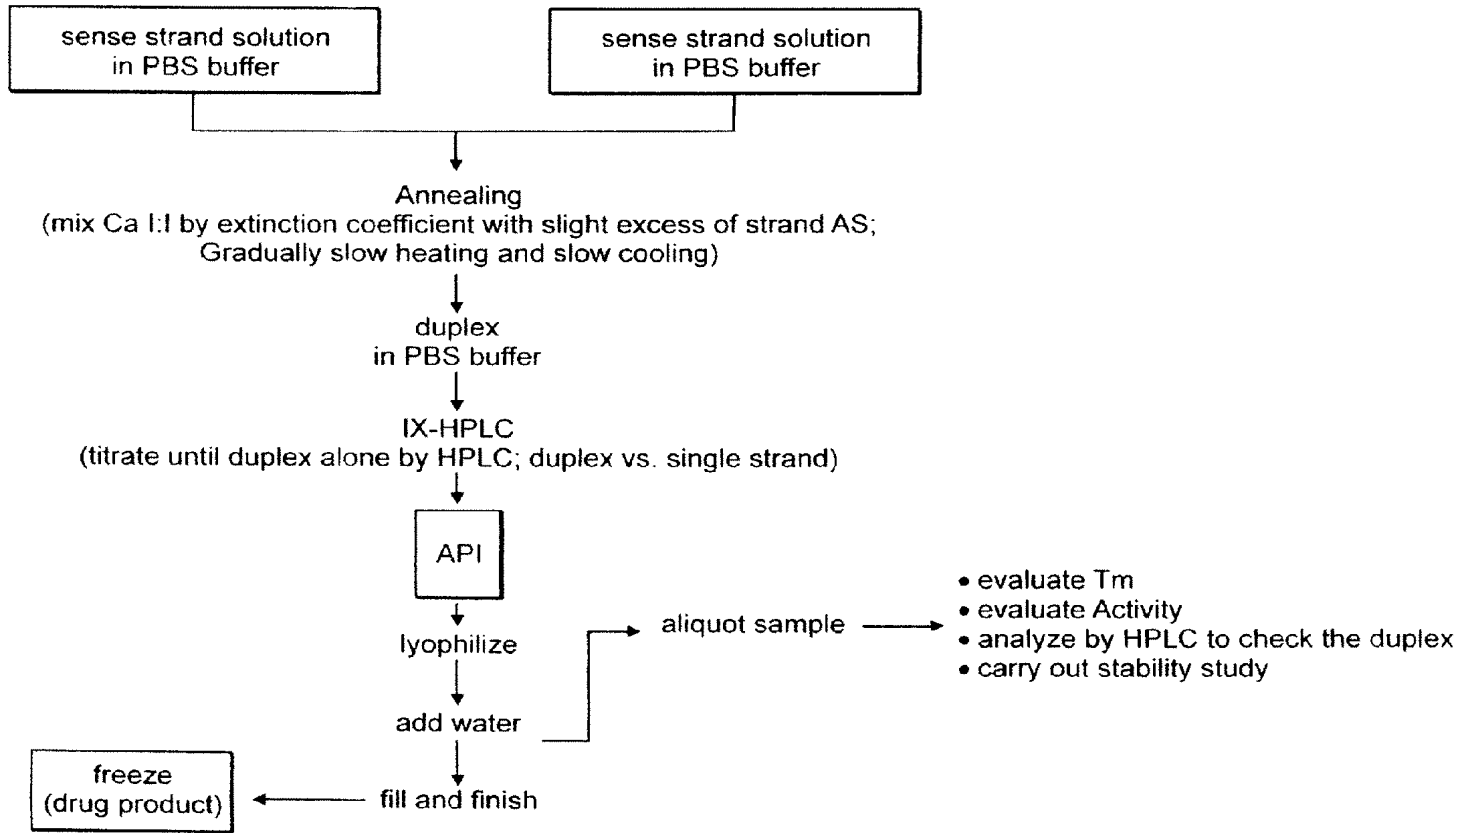 sense strand solution
in PBS buffer
sense strand solution
in PBS buffer
Annealing
(mix Ca I:I by extinction coefficient with slight excess of strand AS;
Gradually slow heating and slow cooling)
duplex
in PBS buffer
IX-HPLC
(titrate until duplex alone by HPLC; duplex vs. single strand)
API
lyophilize
add water
aliquot sample
• evaluate Tm
• evaluate Activity
• analyze by HPLC to check the duplex
• carry out stability study
fill and finish
freeze
(drug product)